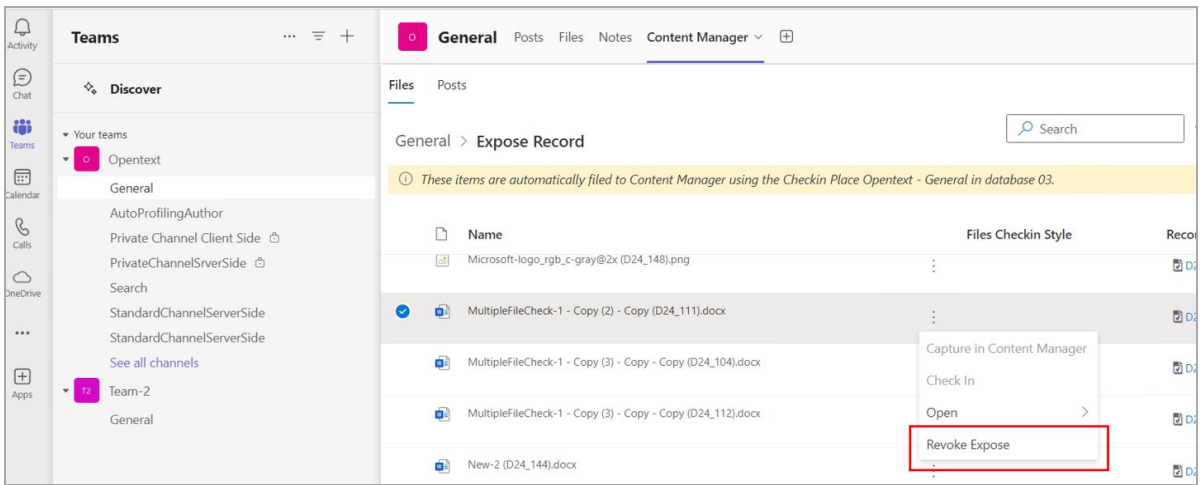 Activity
Chat
Teams
Calendar
Calls
OneDrive
Apps
Teams
Discover
Your teams
O Opentext
General
AutoProfilingAuthor
Private Channel Client Side
PrivateChannelSrverSide
Search
StandardChannelServerSide
StandardChannelServerSide
See all channels
T2 Team-2
General
O General Posts Files Notes Content Manager
Files Posts
General > Expose Record
Search
These items are automatically filed to Content Manager using the Checkin Place Opentext - General in database 03.
Name Files Checkin Style Recor
Microsoft-logo_rgb_c-gray@2x (D24_148).png
MultipleFileCheck-1 - Copy (2) - Copy (D24_111).docx
MultipleFileCheck-1 - Copy (3) - Copy - Copy (D24_104).docx
MultipleFileCheck-1 - Copy (3) - Copy - Copy (D24_112).docx
New-2 (D24_144).docx
Capture in Content Manager
Check In
Open
Revoke Expose